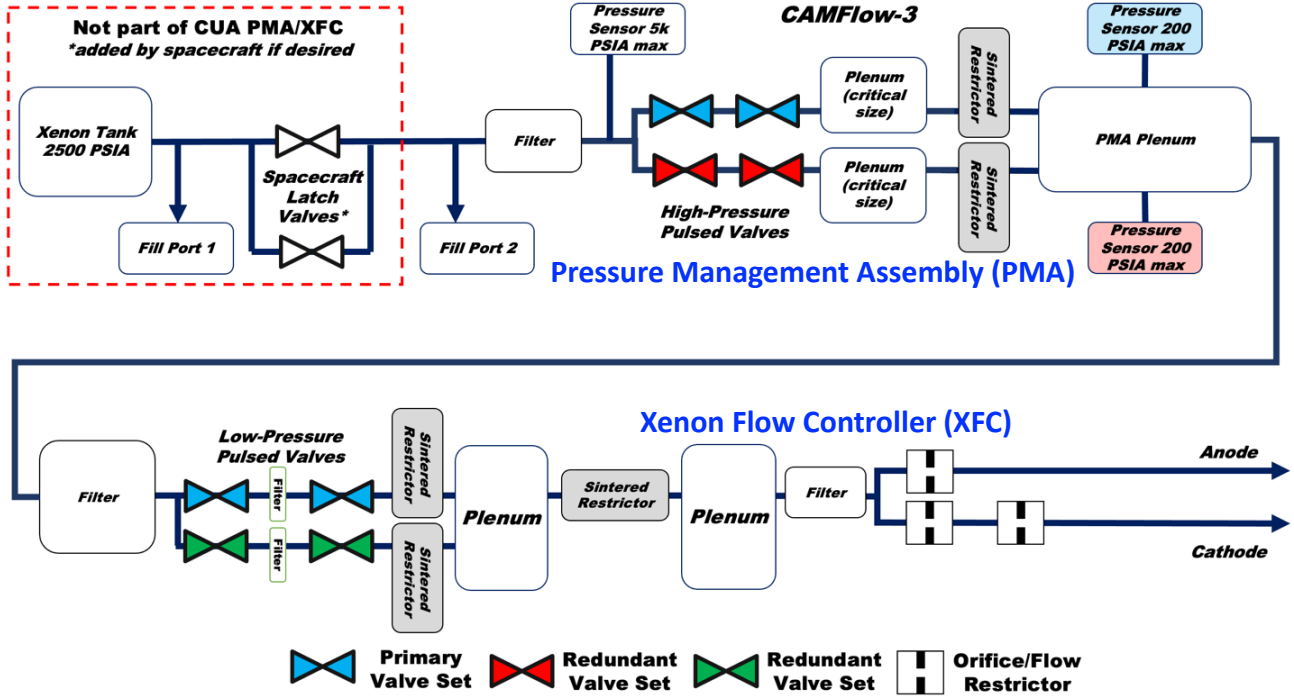 Not part of CUA PMA/XFC
*added by spacecraft if desired
Xenon Tank
2500 PSIA
Spacecraft
Latch
Valves*
Fill Port 1
Fill Port 2
Filter
Pressure
Sensor 5k
PSIA max
CAMFlow-3
Plenum
(critical
size)
Sintered
Restrictor
Pressure
Sensor 200
PSIA max
PMA Plenum
Plenum
(critical
size)
Sintered
Restrictor
High-Pressure
Pulsed Valves
Pressure
Sensor 200
PSIA max
Pressure Management Assembly (PMA)
Xenon Flow Controller (XFC)
Filter
Low-Pressure
Pulsed Valves
Filter
Filter
Sintered
Restrictor
Sintered
Restrictor
Plenum
Sintered
Restrictor
Plenum
Filter
Anode
Cathode
Primary
Valve Set
Redundant
Valve Set
Redundant
Valve Set
Orifice/Flow
Restrictor